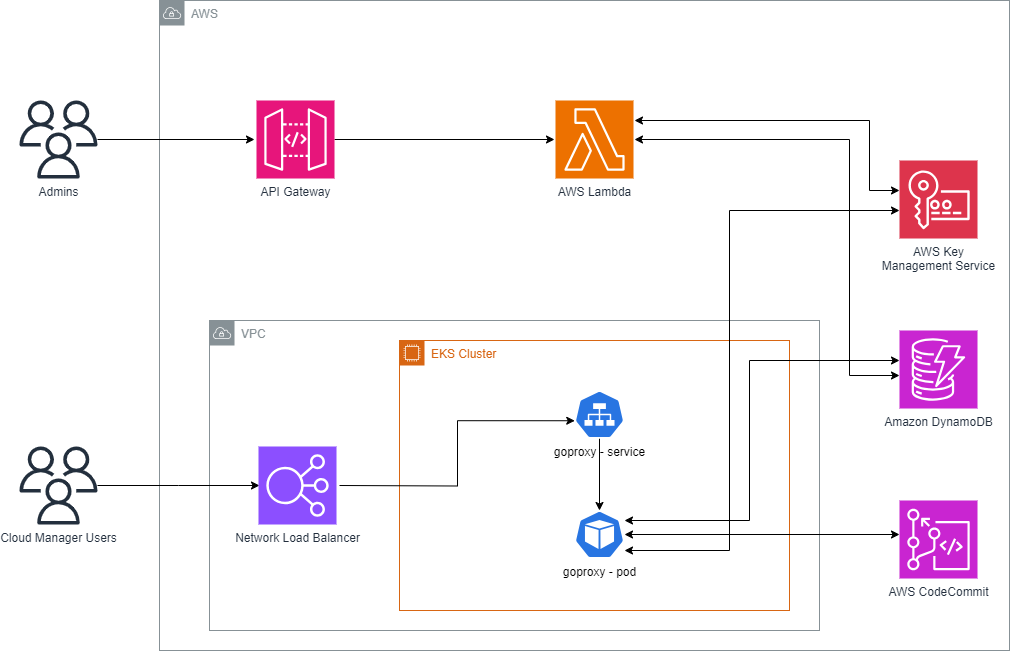 AWS
Admins
API Gateway
AWS Lambda
AWS Key
Management Service
VPC
EKS Cluster
Amazon DynamoDB
goproxy - service
Cloud Manager Users
Network Load Balancer
goproxy - pod
AWS CodeCommit